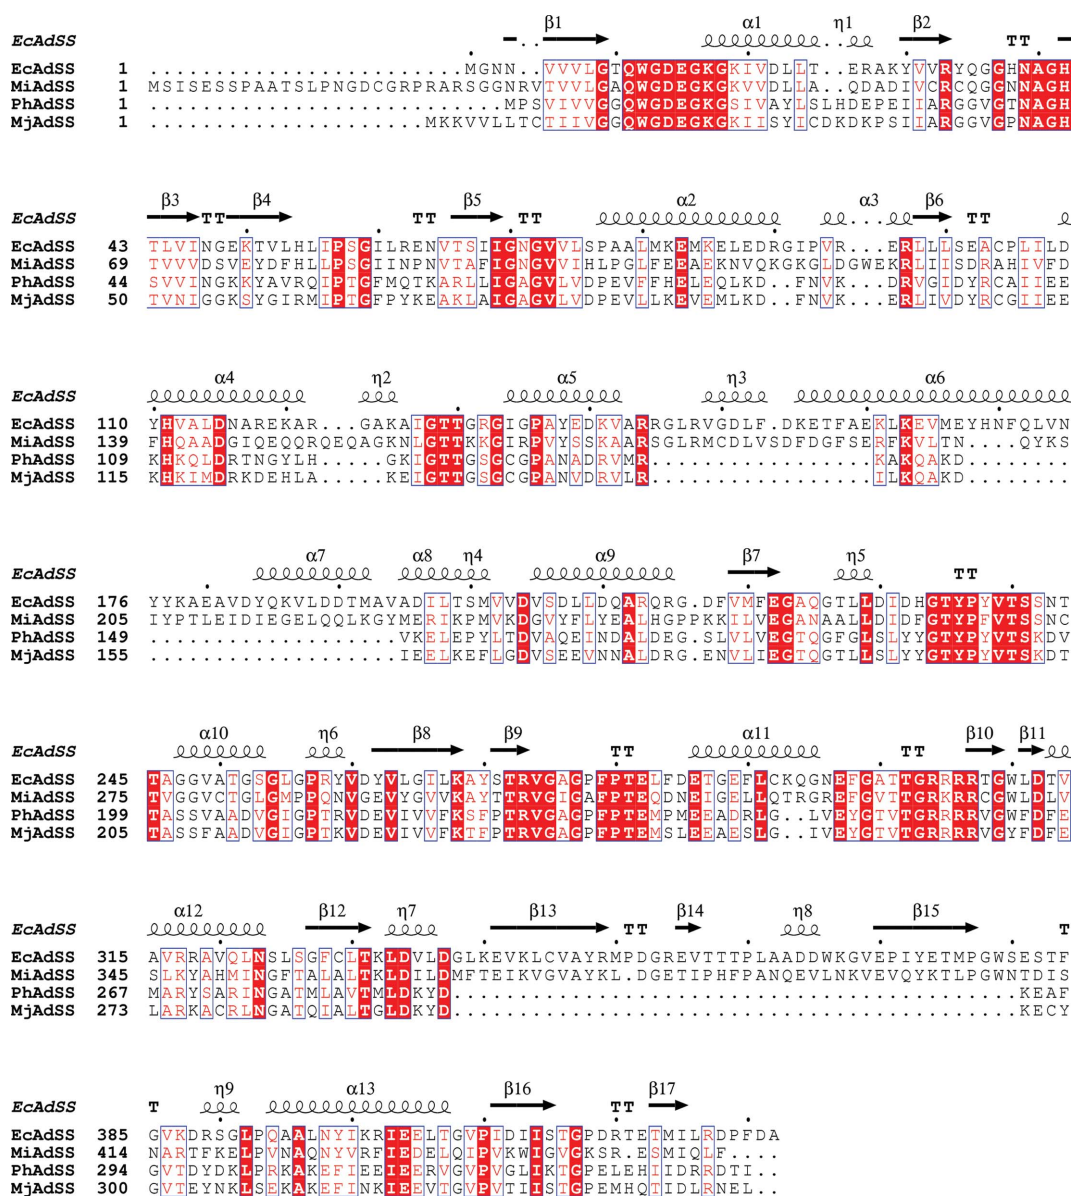 β1 α1 η1 β2
EcAdSS TT
EcAdSS 1 ........................MGNN..VVVLGTQWGDEGKGKIVDLLT..ERAKYVVRYQGGHNAGH
MiAdSS 1 MSISESSPAATSLPNGDCGRPRARSGGNRVTVVLGAQWGDEGKGKVVDLLA..QDADIVCRCQGGNNAGH
PhAdSS 1 ...........................MPSVIVVGGQWGDEGKGSIVAYLSLHDEPEIIARGGVGTNAGH
MjAdSS 1 .....................MKKVVLLTCTIIVGGQWGDEGKGKIISYICDKDKPSIIARGGVGPNAGH
β3 β4 β5 α2 α3 β6
EcAdSS TT TT TT TT
EcAdSS 43 TLVINGEKTVLHLIPSGILRENVTSIIGNGVVLSPAALMKEMKELEDRGIPVR...ERLLLSEACPLILD
MiAdSS 69 TVVVDSVEYDFHLLPSGIINPNVTAFIGNGVVIHLPGLFEEAEKNVQKGKGLDGWEKRLIISDRAHIVFD
PhAdSS 44 SVVINGKKYAVRQIPTGFMQTKARLLIGAGVLVDPEVFFHELEQLKD..FNVK...DRVGIDYRCAIIEE
MjAdSS 50 TVNIGGKSYGIRMIPTGFPYKEAKLAIGAGVLVDPEVLLKEVEMLKD..FNVK...ERLIVDYRCGIIEE
α4 η2 α5 η3 α6
EcAdSS
EcAdSS 110 YHVALDNAREKAR...GAKAIGTTGRGIGPAYEDKVARRGLRVGDLF.DKETFAEKLKEVMEYHNFQLVN
MiAdSS 139 FHQAADGIQEQQRQEQAGKNLGTTKKGIRPVYSSKAARSGLRMCDLVSDFDGFSERFKVLTN....QYKS
PhAdSS 109 KHKQLDRTNGYLH.....GKIGTTGSGCGPANADRVMR.................KAKQAKD........
MjAdSS 115 KHKIMDRKDEHLA.....KEIGTTGSGCGPANVDRVLR.................ILKQAKD........
α7 α8 η4 α9 β7 η5
EcAdSS TT
EcAdSS 176 YYKAEAVDYQKVLDDTMAVADILTSMVVDVSDLLDQARQRG.DFVMFEGAQGTLLDIDHGTYPYVTSSNT
MiAdSS 205 IYPTLEIDIEGELQQLKGYMERIKPMVKDGVYFLYEALHGPPKKILVEGANAALLDIDFGTYPFVTSSNC
PhAdSS 149 ...................VKELEPYLTDVAQEINDALDEG.SLVLVEGTQGFGLSLYYGTYPYVTSKDV
MjAdSS 155 ...................IEELKEFLGDVSEEVNNALDRG.ENVLIEGTQGTLLSLYYGTYPYVTSKDT
α10 η6 β8 β9 α11 β10 β11
EcAdSS TT TT
EcAdSS 245 TAGGVATGSGLGPRYVDYVLGILKAYSTRVGAGPFPTELFDETGEFLCKQGNEFGATTGRRRRTGWLDTV
MiAdSS 275 TVGGVCTGLGMPPQNVGEVYGVVKAYTTRVGIGAFPTEQDNEIGELLQTRGREFGVTTGRKRRCGWLDLV
PhAdSS 199 TASSVAADVGIGPTRVDEVIVVFKSFPTRVGAGPFPTEMPMEEADRLG..LVEYGTVTGRRRRVGWFDFE
MjAdSS 205 TASSFAADVGIGPTKVDEVIVVFKTFPTRVGAGPFPTEMSLEEAESLG..IVEYGTVTGRRRRVGYFDFE
α12 β12 η7 β13 β14 η8 β15
EcAdSS TT T
EcAdSS 315 AVRRAVQLNSLSGFCLTKLDVLDGLKEVKLCVAYRMPDGREVTTTPLAADDWKGVEPIYETMPGWSESTF
MiAdSS 345 SLKYAHMINGFTALALTKLDILDMFTEIKVGVAYKL.DGETIPHFPANQEVLNKVEVQYKTLPGWNTDIS
PhAdSS 267 MARYSARINGATMLAVTMLDKYD...........................................KEAF
MjAdSS 273 LARKACRLNGATQIALTGLDKYD...........................................KECY
η9 α13 β16 β17
EcAdSS T TT
EcAdSS 385 GVKDRSGLPQAALNYIKRIEELTGVPIDIISTGPDRTETMILRDPFDA
MiAdSS 414 NARTFKELPVNAQNYVRFIEDELQIPVKWIGVGKSR.ESMIQLF....
PhAdSS 294 GVTDYDKLPRKAKEFIEEIEERVGVPVGLIKTGPELEHIIDRRDTI..
MjAdSS 300 GVTEYNKLSEKAKEFINKIEEVTGVPVTIISTGPEMHQTIDLRNEL..